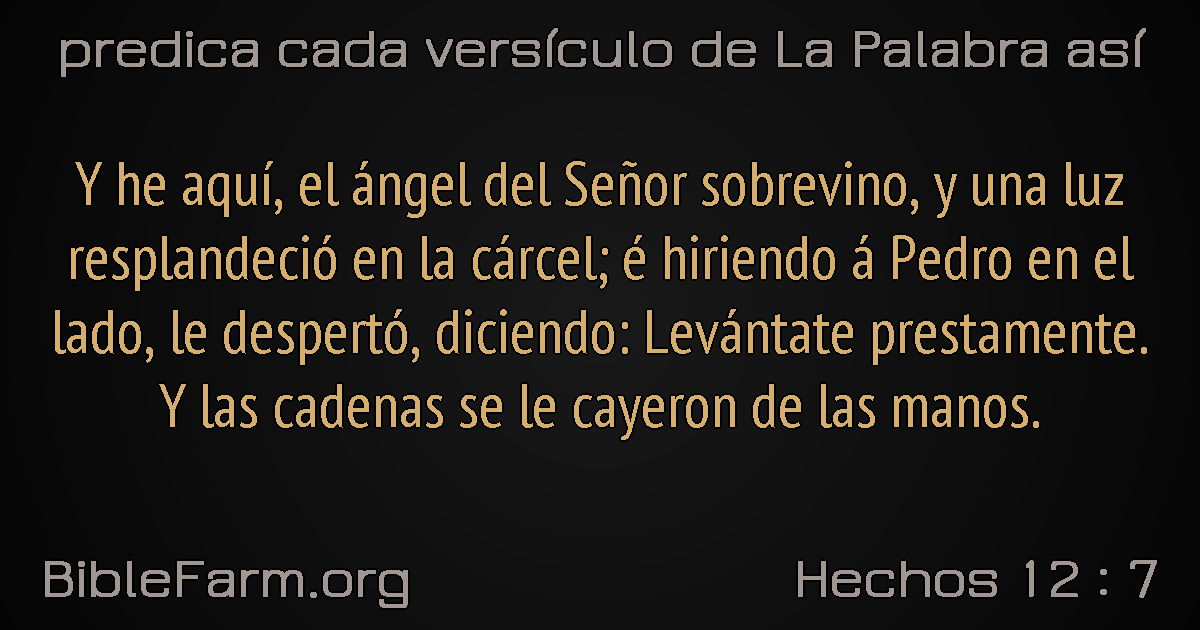 predica cada versículo de La Palabra así
Y he aquí, el ángel del Señor sobrevino, y una luz
resplandeció en la cárcel; é hiriendo á Pedro en el
lado, le despertó, diciendo: Levántate prestamente.
Y las cadenas se le cayeron de las manos.
BibleFarm.org
Hechos 12 : 7